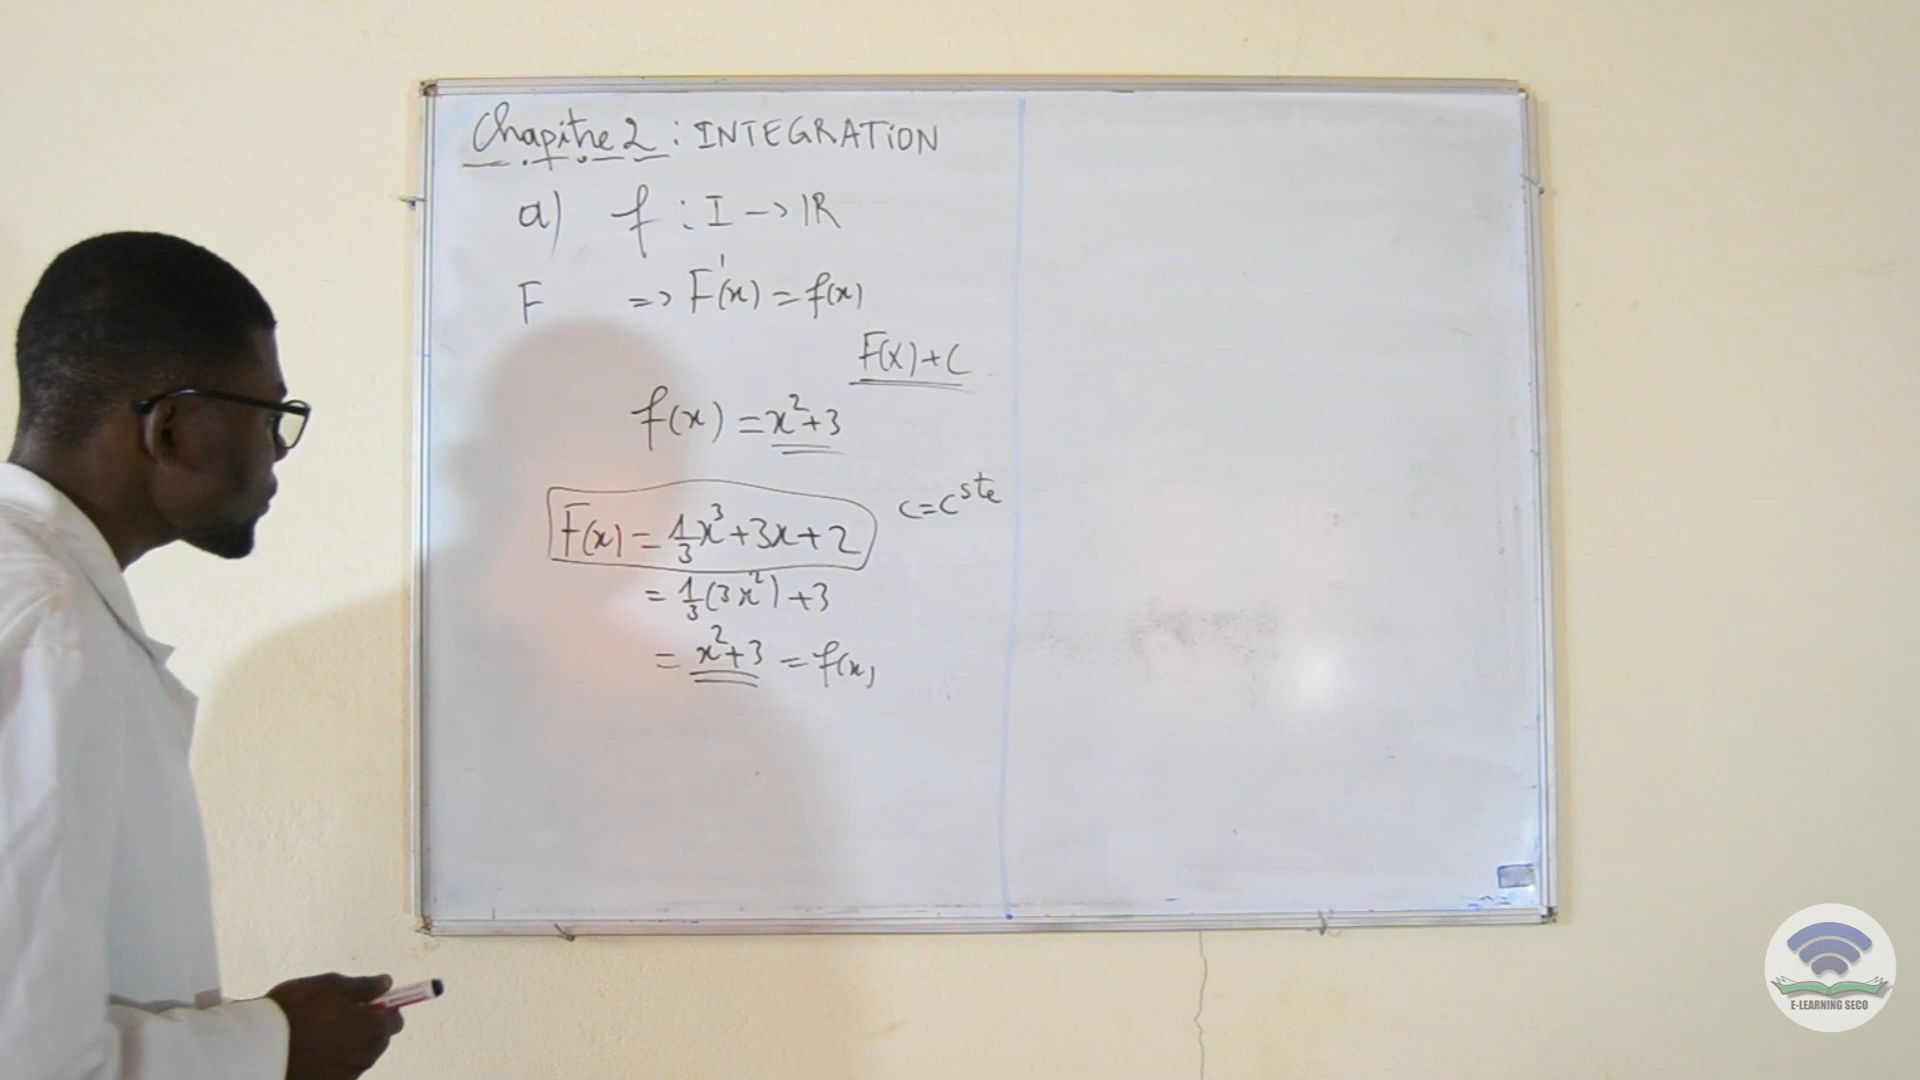 Chapitre 2 : INTEGRATION
a) f : I -> IR
F => F'(x) = f(x)
F(x)+C
f(x) = x²+3
F(x) = 1/3 x³+3x+2
c=c^ste
= 1/3 (3x²) +3
= x²+3 = f(x)
E-LEARNING SECO